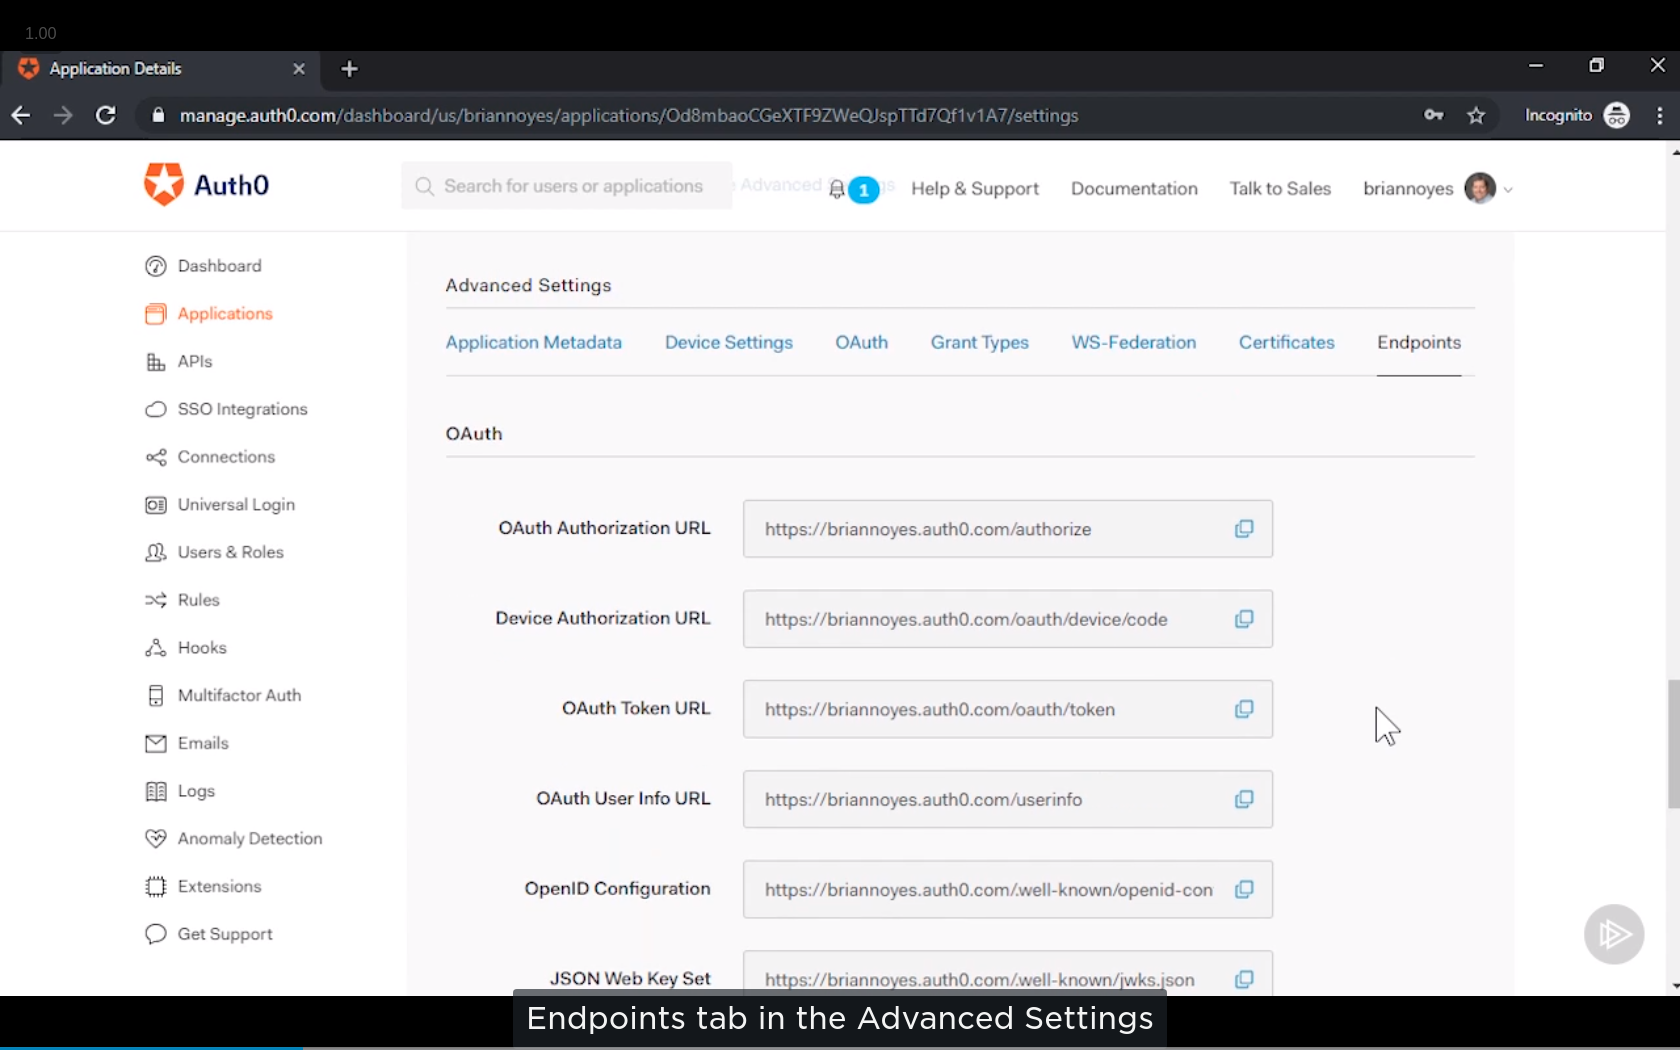 1.00
Application Details
manage.auth0.com/dashboard/us/briannoyes/applications/Od8mbaoCGeXTF9ZWeQJspTTd7Qf1v1A7/settings
Incognito
Auth0
Search for users or applications
1
Help & Support
Documentation
Talk to Sales
briannoyes
Dashboard
Applications
APIs
SSO Integrations
Connections
Universal Login
Users & Roles
Rules
Hooks
Multifactor Auth
Emails
Logs
Anomaly Detection
Extensions
Get Support
Advanced Settings
Application Metadata
Device Settings
OAuth
Grant Types
WS-Federation
Certificates
Endpoints
OAuth
OAuth Authorization URL
https://briannoyes.auth0.com/authorize
Device Authorization URL
https://briannoyes.auth0.com/oauth/device/code
OAuth Token URL
https://briannoyes.auth0.com/oauth/token
OAuth User Info URL
https://briannoyes.auth0.com/userinfo
OpenID Configuration
https://briannoyes.auth0.com/.well-known/openid-con
JSON Web Key Set
https://briannoyes.auth0.com/.well-known/jwks.json
Endpoints tab in the Advanced Settings